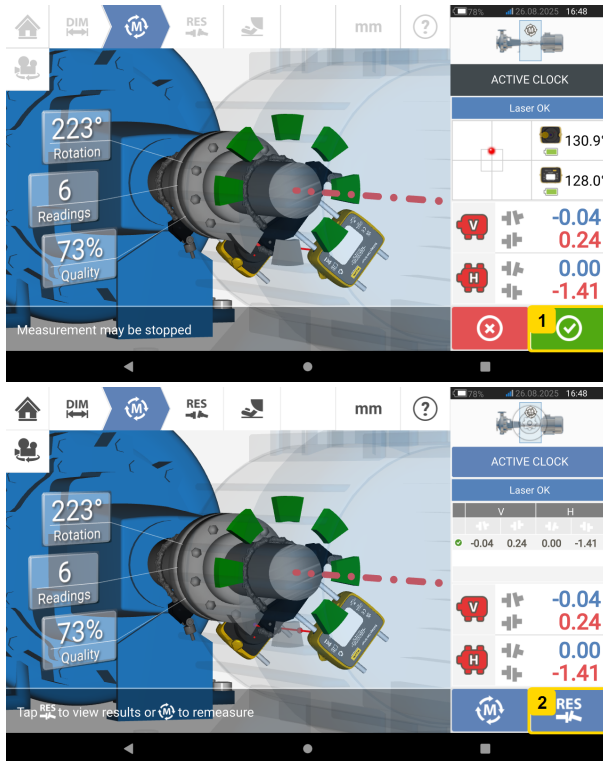 78% 26.08.2025 16:48
DIM M RES mm ?
ACTIVE CLOCK
Laser OK
223°
Rotation
130.9°
6
Readings
128.0°
73%
Quality
V -0.04
0.24
H 0.00
-1.41
Measurement may be stopped
1
78% 26.08.2025 16:48
DIM M RES mm ?
ACTIVE CLOCK
Laser OK
V H
-0.04 0.24 0.00 -1.41
223°
Rotation
6
Readings
73%
Quality
V -0.04
0.24
H 0.00
-1.41
Tap RES to view results or M to remeasure
M 2 RES